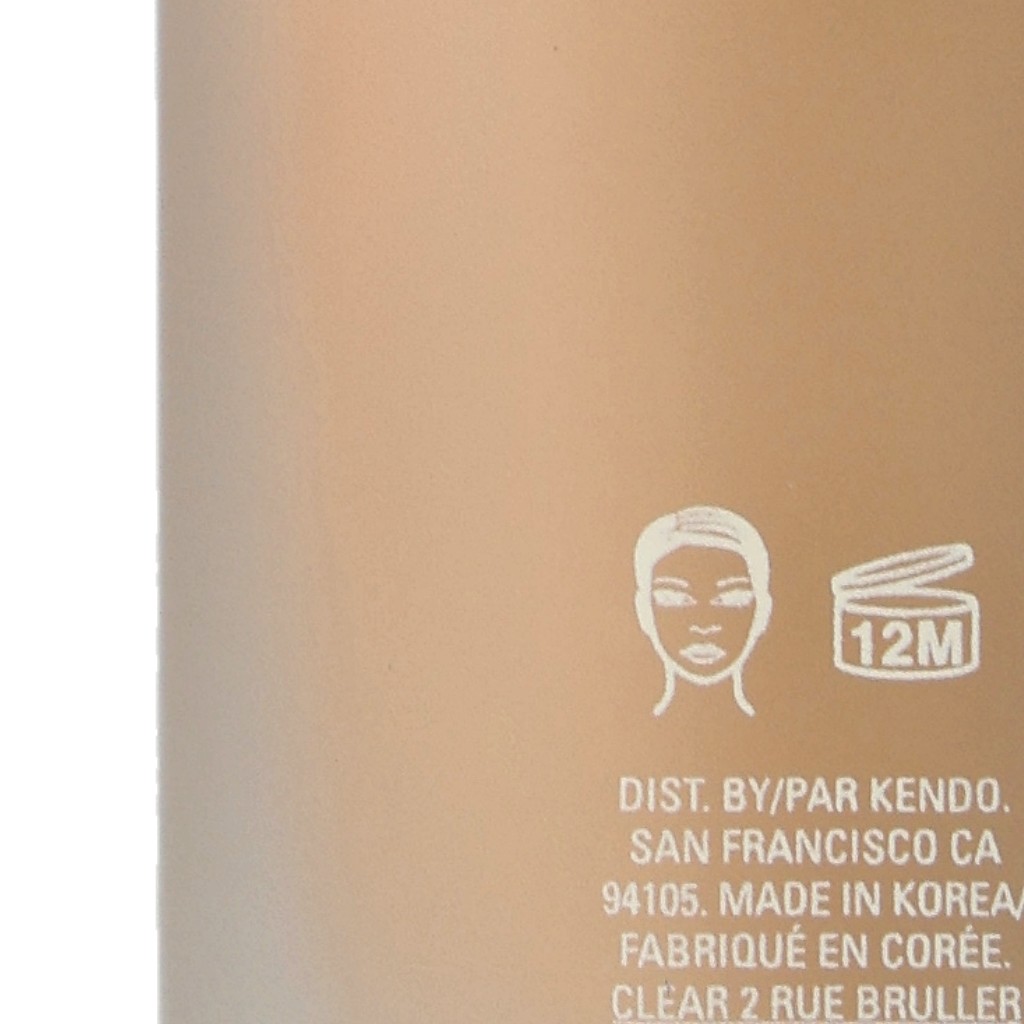 12M
DIST. BY/PAR KENDO.
SAN FRANCISCO CA
94105. MADE IN KOREA/
FABRIQUÉ EN CORÉE.
CLEAR 2 RUE BRULLER